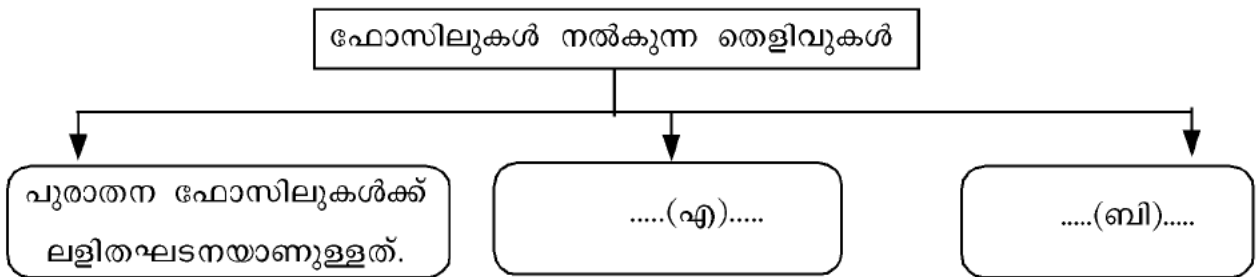 ഫോസിലുകൾ നൽകുന്ന തെളിവുകൾ
പുരാതന ഫോസിലുകൾക്ക്
ലളിതഘടനയാണുള്ളത്.
.....(എ).....
.....(ബി).....